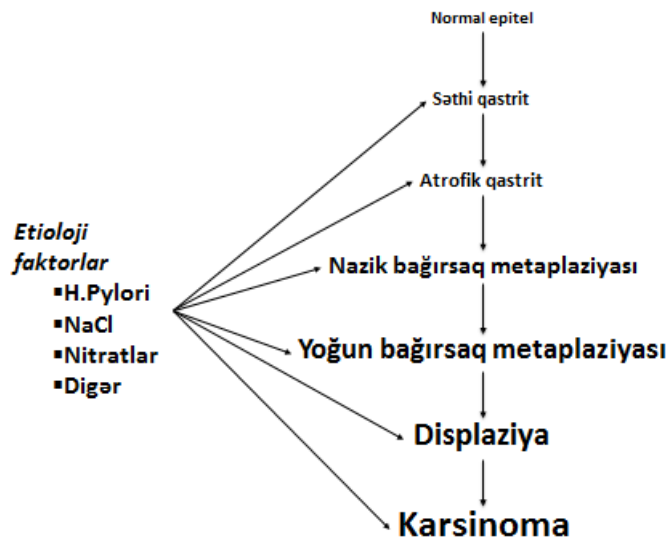 Normal epitel
Səthi qastrit
Atrofik qastrit
Etioloji
faktorlar
▪H.Pylori
▪NaCl
▪Nitratlar
▪Digər
Nazik bağırsaq metaplaziyası
Yoğun bağırsaq metaplaziyası
Displaziya
Karsinoma